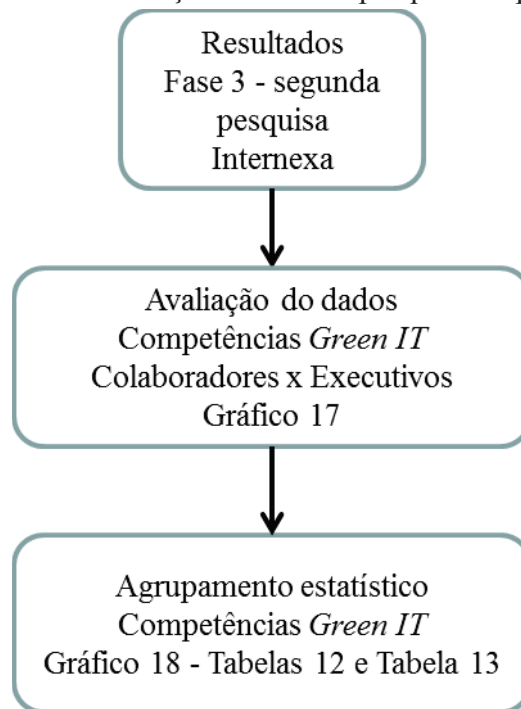 Resultados
Fase 3 - segunda
pesquisa
Internexa
Avaliação do dados
Competências Green IT
Colaboradores x Executivos
Gráfico 17
Agrupamento estatístico
Competências Green IT
Gráfico 18 - Tabelas 12 e Tabela 13